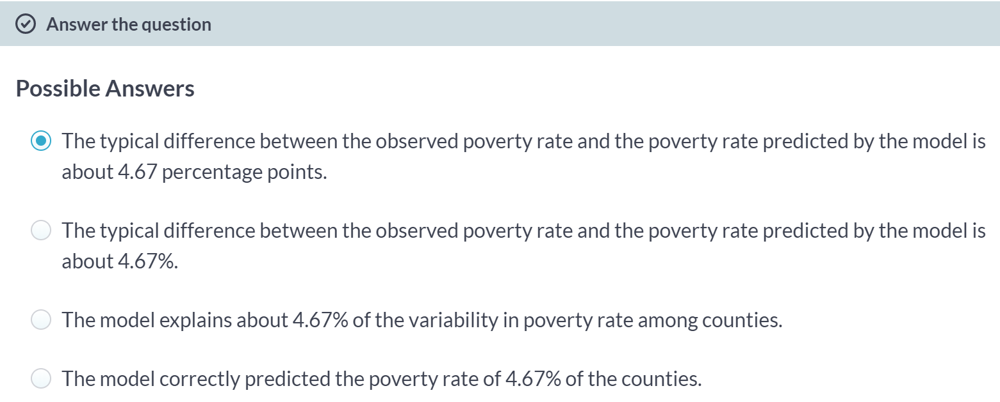 Answer the question
Possible Answers
The typical difference between the observed poverty rate and the poverty rate predicted by the model is
about 4.67 percentage points.
The typical difference between the observed poverty rate and the poverty rate predicted by the model is
about 4.67%.
The model explains about 4.67% of the variability in poverty rate among counties.
The model correctly predicted the poverty rate of 4.67% of the counties.